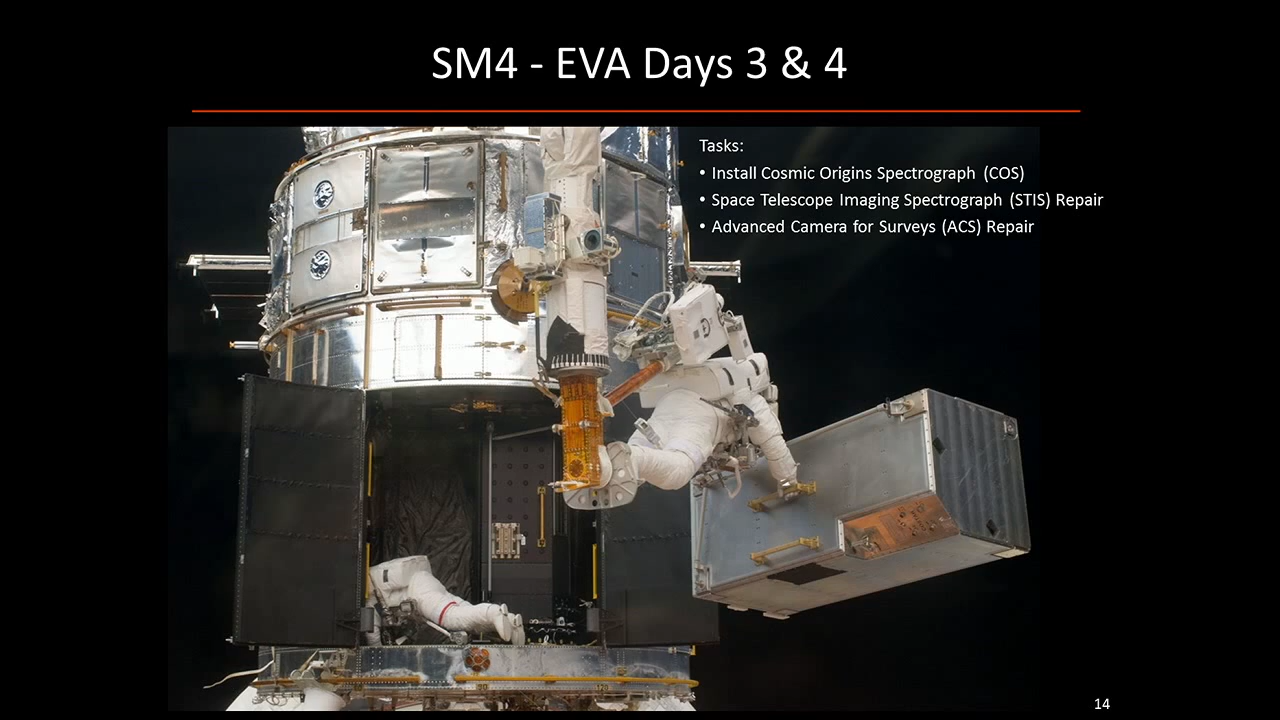 SM4 - EVA Days 3 & 4
Tasks:
• Install Cosmic Origins Spectrograph (COS)
• Space Telescope Imaging Spectrograph (STIS) Repair
• Advanced Camera for Surveys (ACS) Repair
14